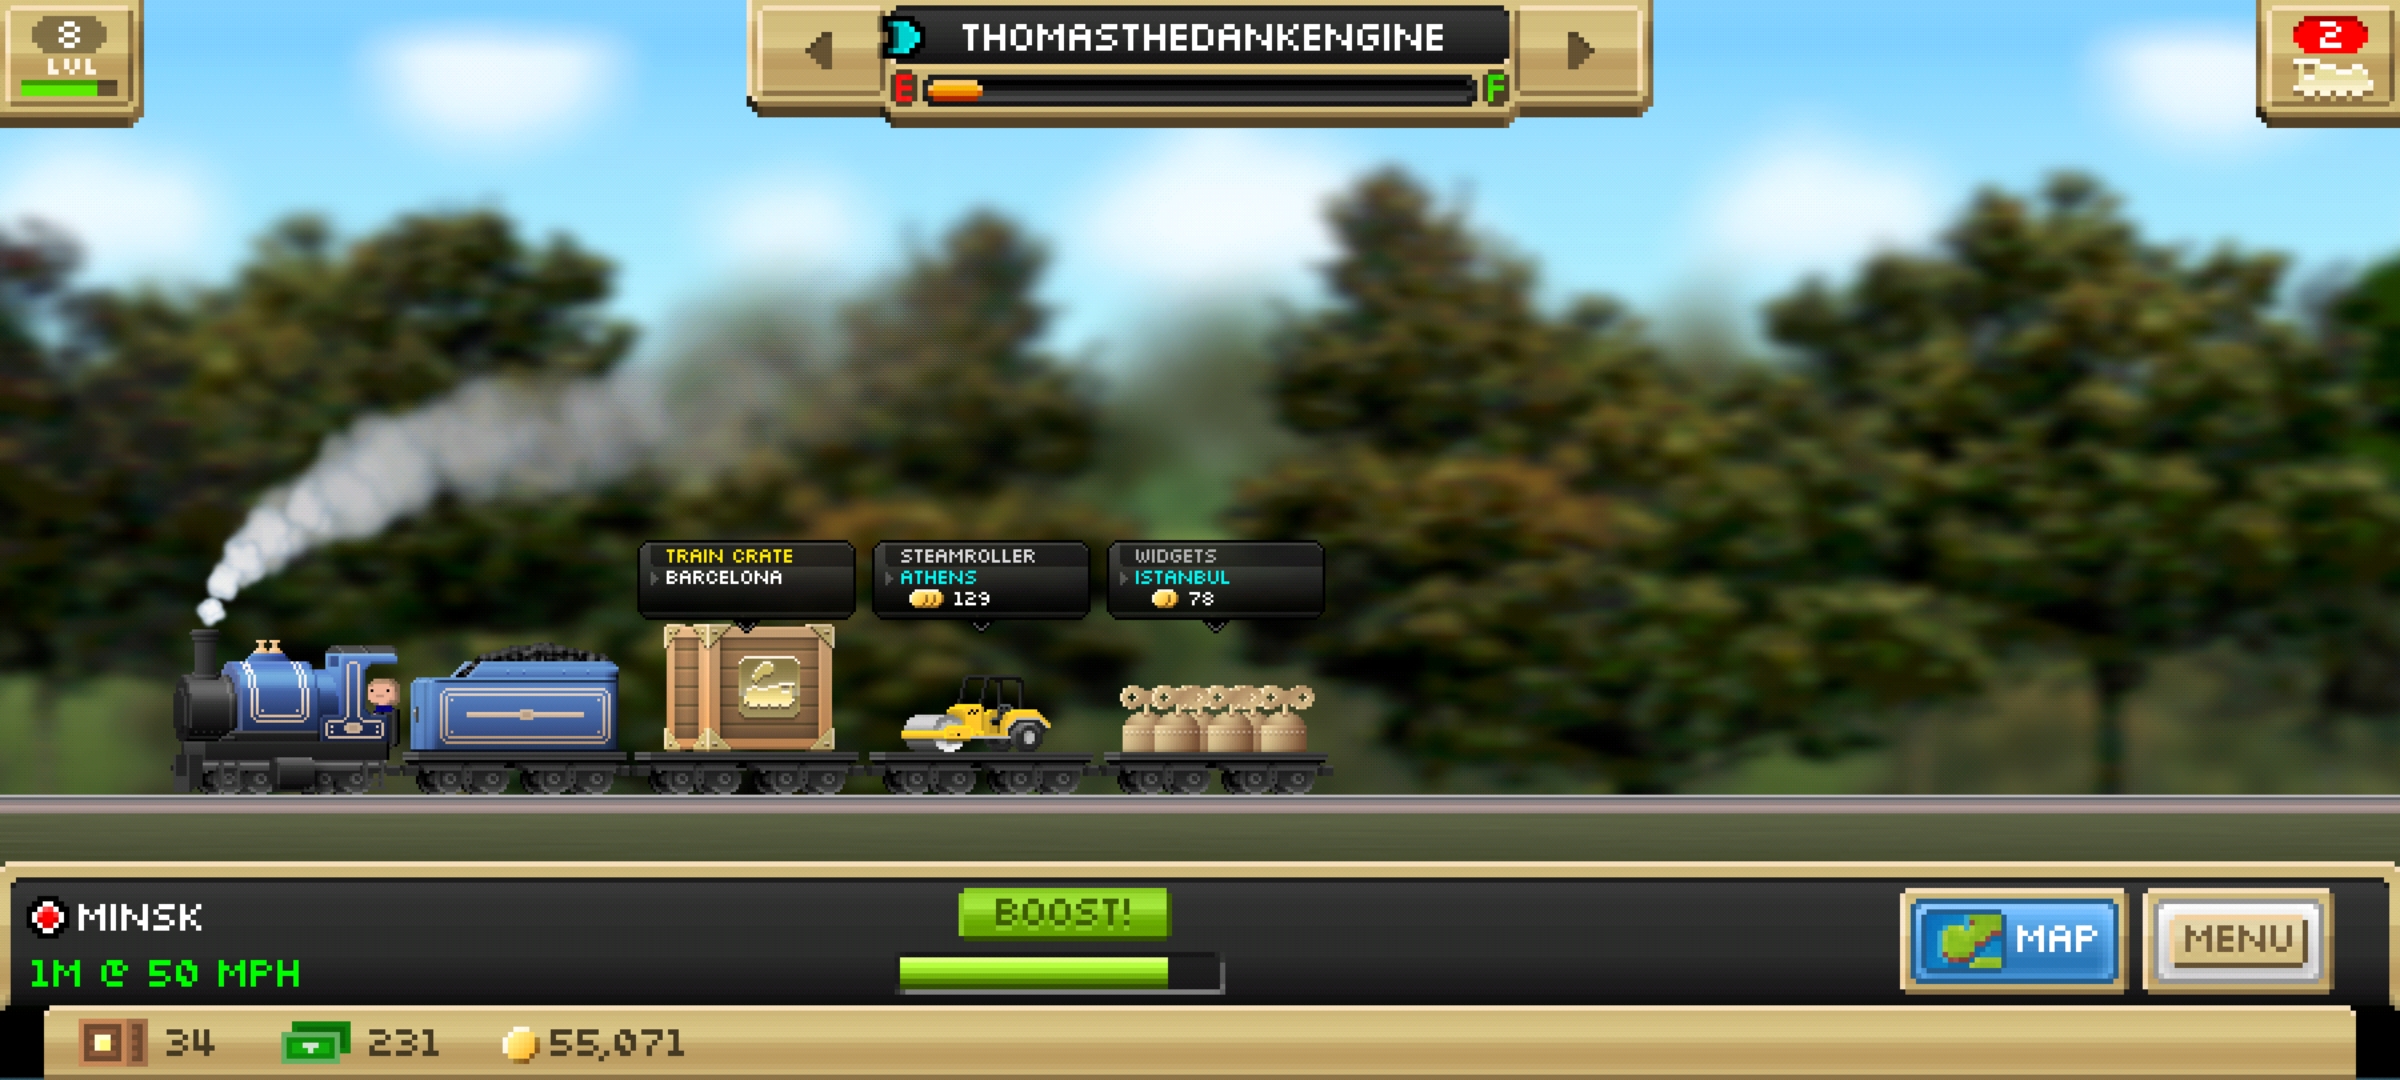 8
LVL
THOMASTHEDANKENGINE
E F
2
TRAIN CRATE
BARCELONA
STEAMROLLER
ATHENS
129
WIDGETS
ISTANBUL
78
MINSK
1M @ 50 MPH
BOOST!
MAP
MENU
34 231 55,071